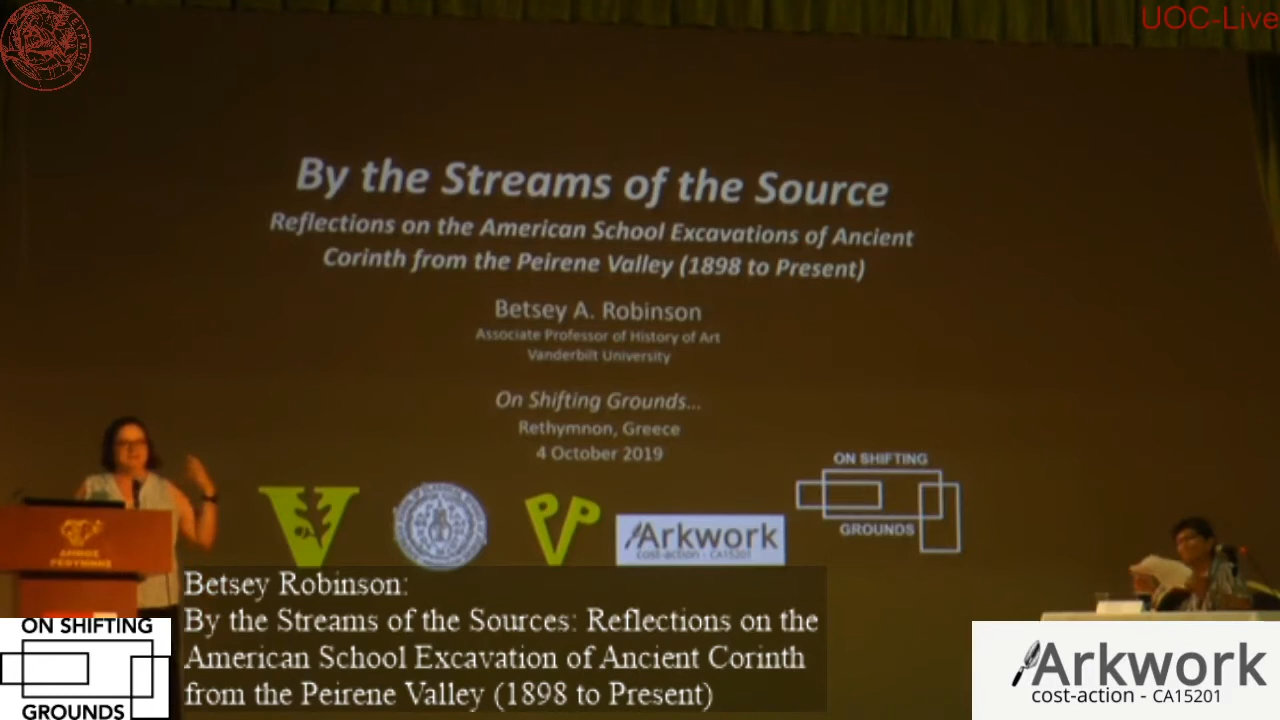 UOC-Live
By the Streams of the Source
Reflections on the American School Excavations of Ancient
Corinth from the Peirene Valley (1898 to Present)
Betsey A. Robinson
Associate Professor of History of Art
Vanderbilt University
On Shifting Grounds...
Rethymnon, Greece
4 October 2019
ON SHIFTING
GROUNDS
Arkwork
cost-action - CA15201
ΔΗΜΟΣ
ΡΕΘΥΜΝΗΣ
Betsey Robinson:
By the Streams of the Sources: Reflections on the
American School Excavation of Ancient Corinth
from the Peirene Valley (1898 to Present)
ON SHIFTING
GROUNDS
Arkwork
cost-action - CA15201